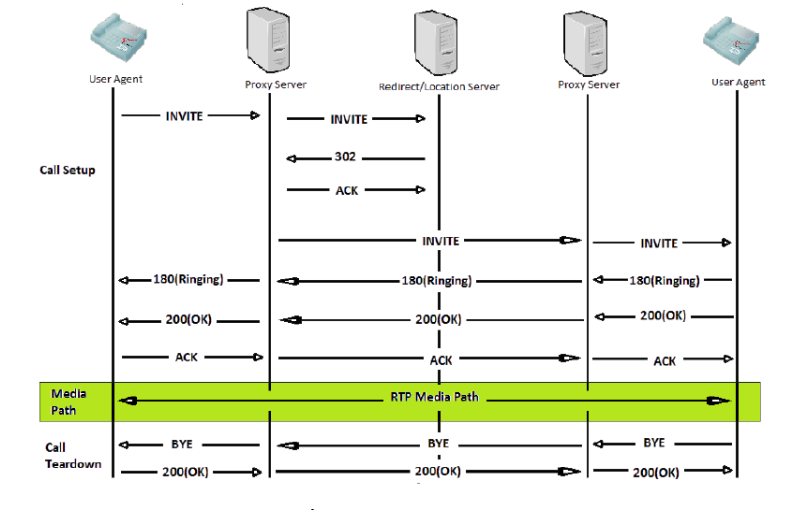 User Agent
Proxy Server
Redirect/Location Server
Proxy Server
User Agent
INVITE
INVITE
302
Call Setup
ACK
INVITE
INVITE
180(Ringing)
180(Ringing)
180(Ringing)
200(OK)
200(OK)
200(OK)
ACK
ACK
ACK
Media
Path
RTP Media Path
Call
Teardown
BYE
BYE
BYE
200(OK)
200(OK)
200(OK)